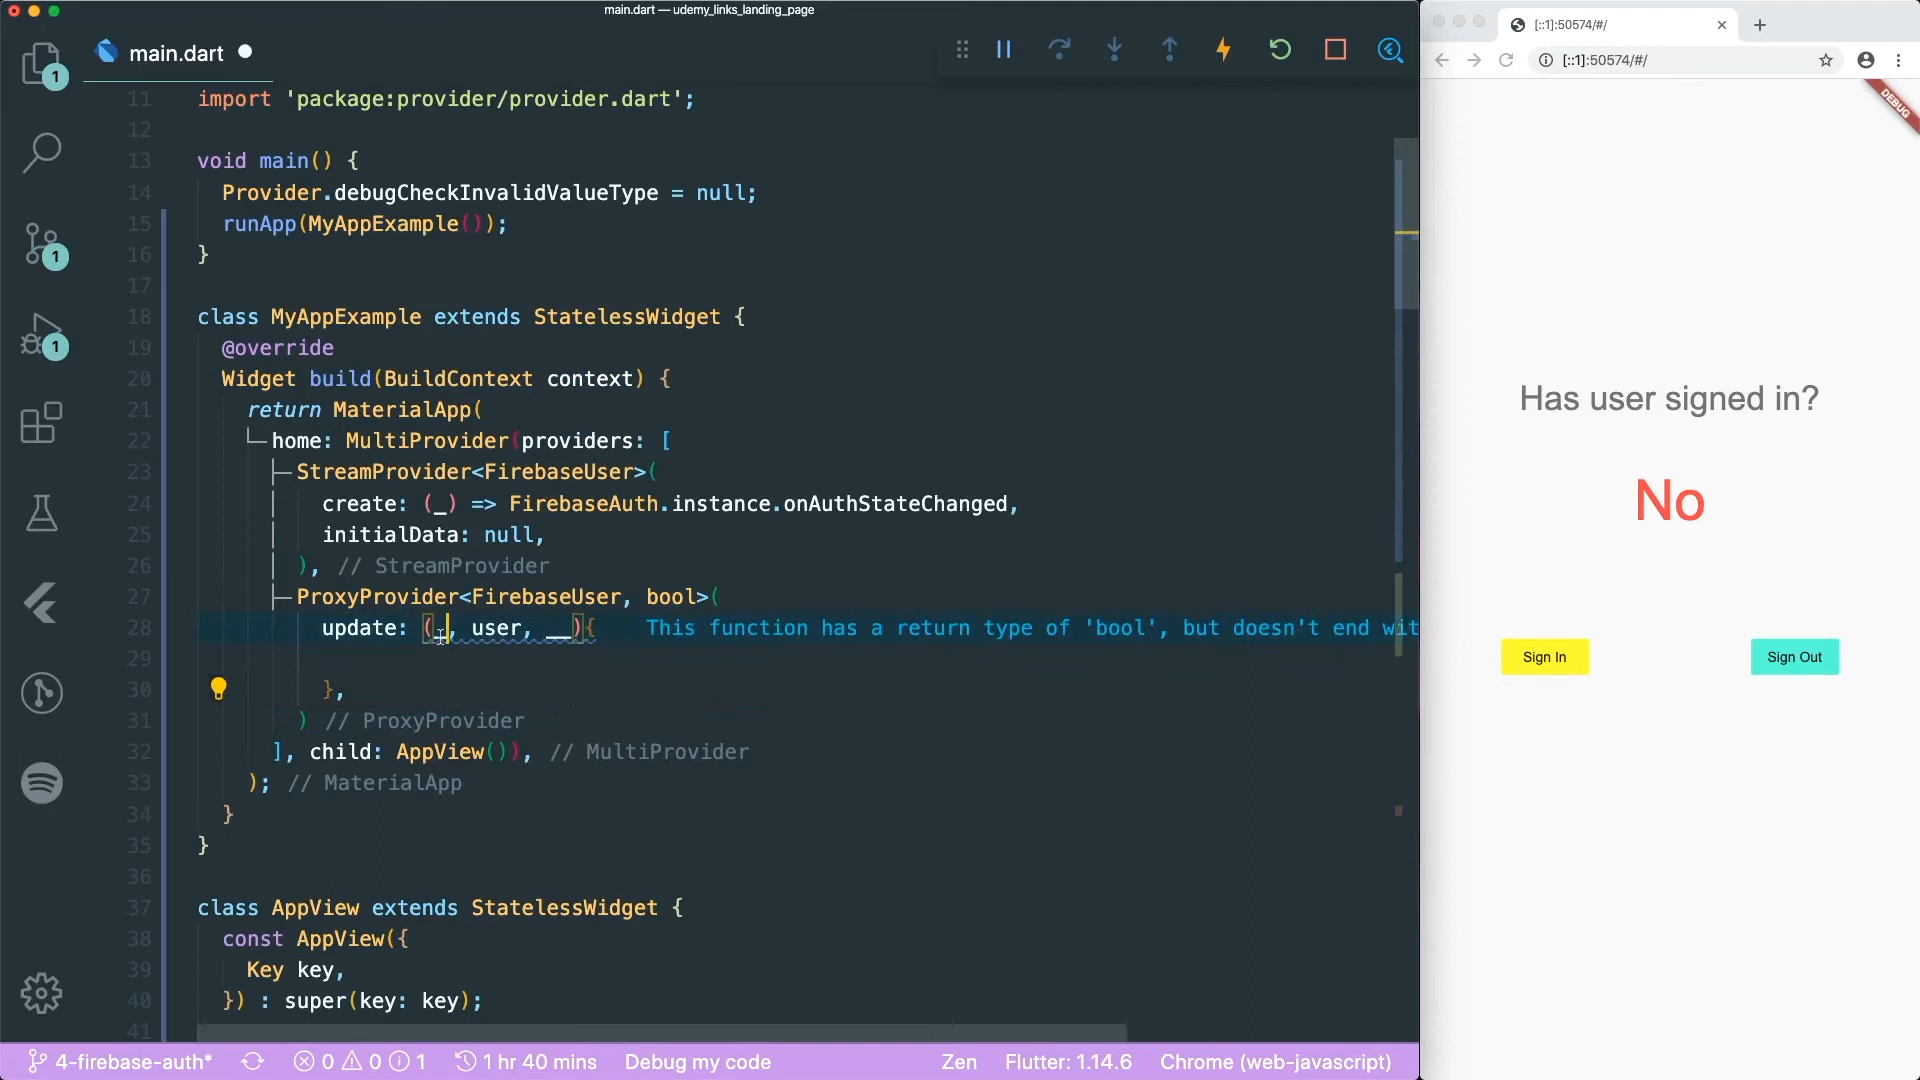 main.dart — udemy_links_landing_page
main.dart
1
1
1
11 import 'package:provider/provider.dart';
12
13 void main() {
14 Provider.debugCheckInvalidValueType = null;
15 runApp(MyAppExample());
16 }
17
18 class MyAppExample extends StatelessWidget {
19 @override
20 Widget build(BuildContext context) {
21 return MaterialApp(
22 home: MultiProvider(providers: [
23 StreamProvider<FirebaseUser>(
24 create: (_) => FirebaseAuth.instance.onAuthStateChanged,
25 initialData: null,
26 ), // StreamProvider
27 ProxyProvider<FirebaseUser, bool>(
28 update: (_, user, __){ This function has a return type of 'bool', but doesn't end wit
29
30 },
31 ) // ProxyProvider
32 ], child: AppView()), // MultiProvider
33 ); // MaterialApp
34 }
35 }
36
37 class AppView extends StatelessWidget {
38 const AppView({
39 Key key,
40 }) : super(key: key);
41
4-firebase-auth* 0 0 1 1 hr 40 mins Debug my code Zen Flutter: 1.14.6 Chrome (web-javascript)
[::1]:50574/#/
[::1]:50574/#/
DEBUG
Has user signed in?
No
Sign In Sign Out